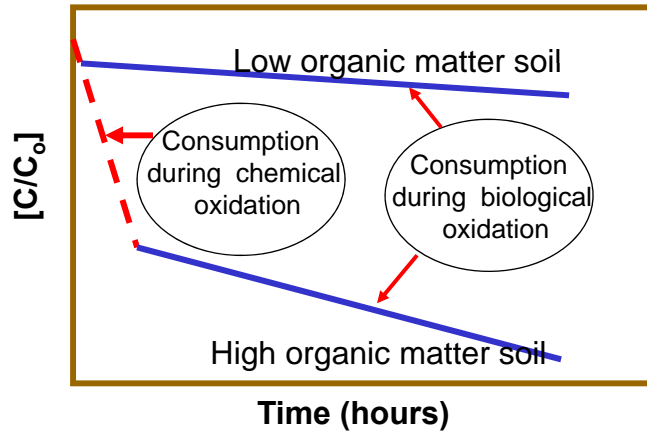 Low organic matter soil
[C/Co]
Consumption
during chemical
oxidation
Consumption
during biological
oxidation
High organic matter soil
Time (hours)